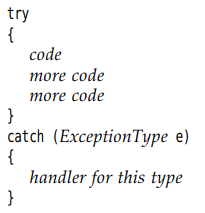 try
{
code
more code
more code
}
catch (ExceptionType e)
{
handler for this type
}